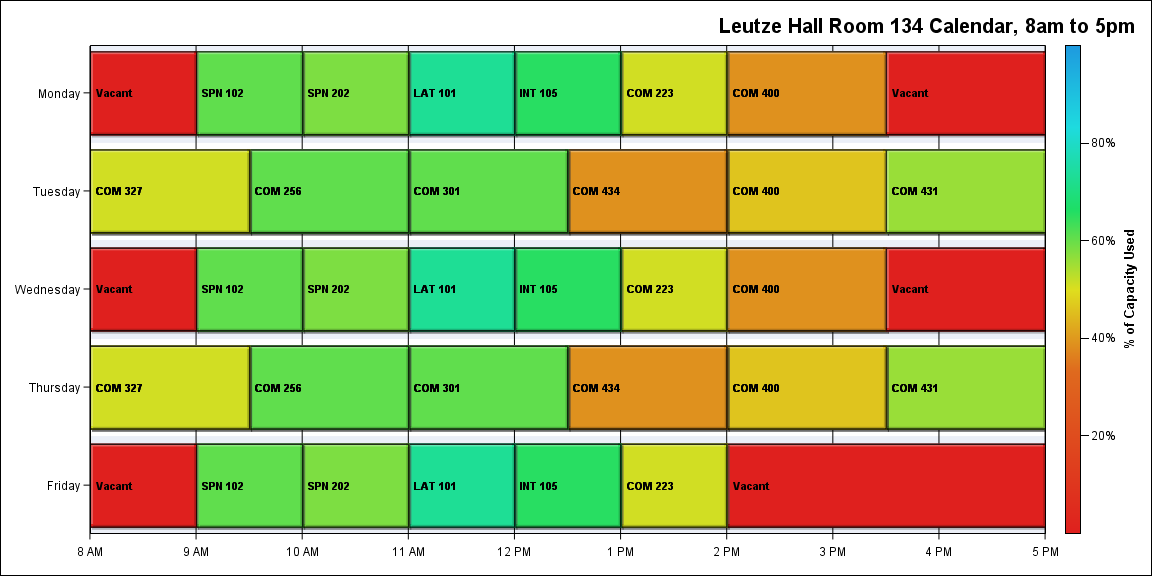 Leutze Hall Room 134 Calendar, 8am to 5pm
Monday
Vacant
SPN 102
SPN 202
LAT 101
INT 105
COM 223
COM 400
Vacant
Tuesday
COM 327
COM 256
COM 301
COM 434
COM 400
COM 431
Wednesday
Vacant
SPN 102
SPN 202
LAT 101
INT 105
COM 223
COM 400
Vacant
Thursday
COM 327
COM 256
COM 301
COM 434
COM 400
COM 431
Friday
Vacant
SPN 102
SPN 202
LAT 101
INT 105
COM 223
Vacant
8 AM
9 AM
10 AM
11 AM
12 PM
1 PM
2 PM
3 PM
4 PM
5 PM
80%
60%
40%
20%
% of Capacity Used